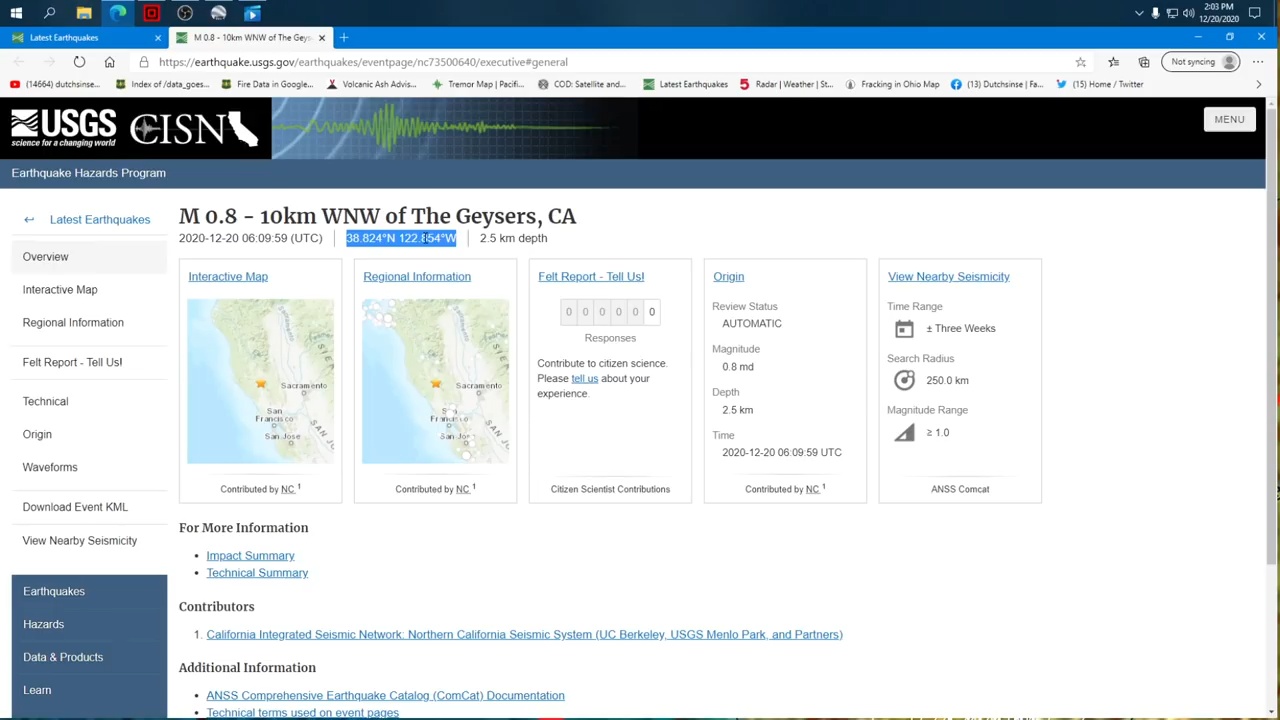 2:03 PM
12/20/2020
Latest Earthquakes
M 0.8 - 10km WNW of The Geys
https://earthquake.usgs.gov/earthquakes/eventpage/nc73500640/executive#general
Not syncing
(14664) dutchsinse...
Index of /data_goes...
Fire Data in Google...
Volcanic Ash Advis...
Tremor Map | Pacific...
COD: Satellite and...
Latest Earthquakes
Radar | Weather | St...
Fracking in Ohio Map
(13) Dutchsinse | Fa...
(15) Home / Twitter
USGS
science for a changing world
CISN
MENU
Earthquake Hazards Program
Latest Earthquakes
Overview
Interactive Map
Regional Information
Felt Report - Tell Us!
Technical
Origin
Waveforms
Download Event KML
View Nearby Seismicity
Earthquakes
Hazards
Data & Products
Learn
M 0.8 - 10km WNW of The Geysers, CA
2020-12-20 06:09:59 (UTC) 38.824°N 2.5 km depth
Interactive Map
Sacramento
San
Francisco
San Jose
Contributed by NC 1
Regional Information
Sacramento
San
San Jose
Contributed by NC 1
Felt Report - Tell Us!
0 0 0 0 0 0
Responses
Contribute to citizen science.
Please tell us about your
experience.
Citizen Scientist Contributions
Origin
Review Status
AUTOMATIC
Magnitude
0.8 md
Depth
2.5 km
Time
2020-12-20 06:09:59 UTC
Contributed by NC 1
View Nearby Seismicity
Time Range
± Three Weeks
Search Radius
250.0 km
Magnitude Range
≥ 1.0
ANSS Comcat
For More Information
• Impact Summary
• Technical Summary
Contributors
1. California Integrated Seismic Network: Northern California Seismic System (UC Berkeley, USGS Menlo Park, and Partners)
Additional Information
• ANSS Comprehensive Earthquake Catalog (ComCat) Documentation
• Technical terms used on event pages